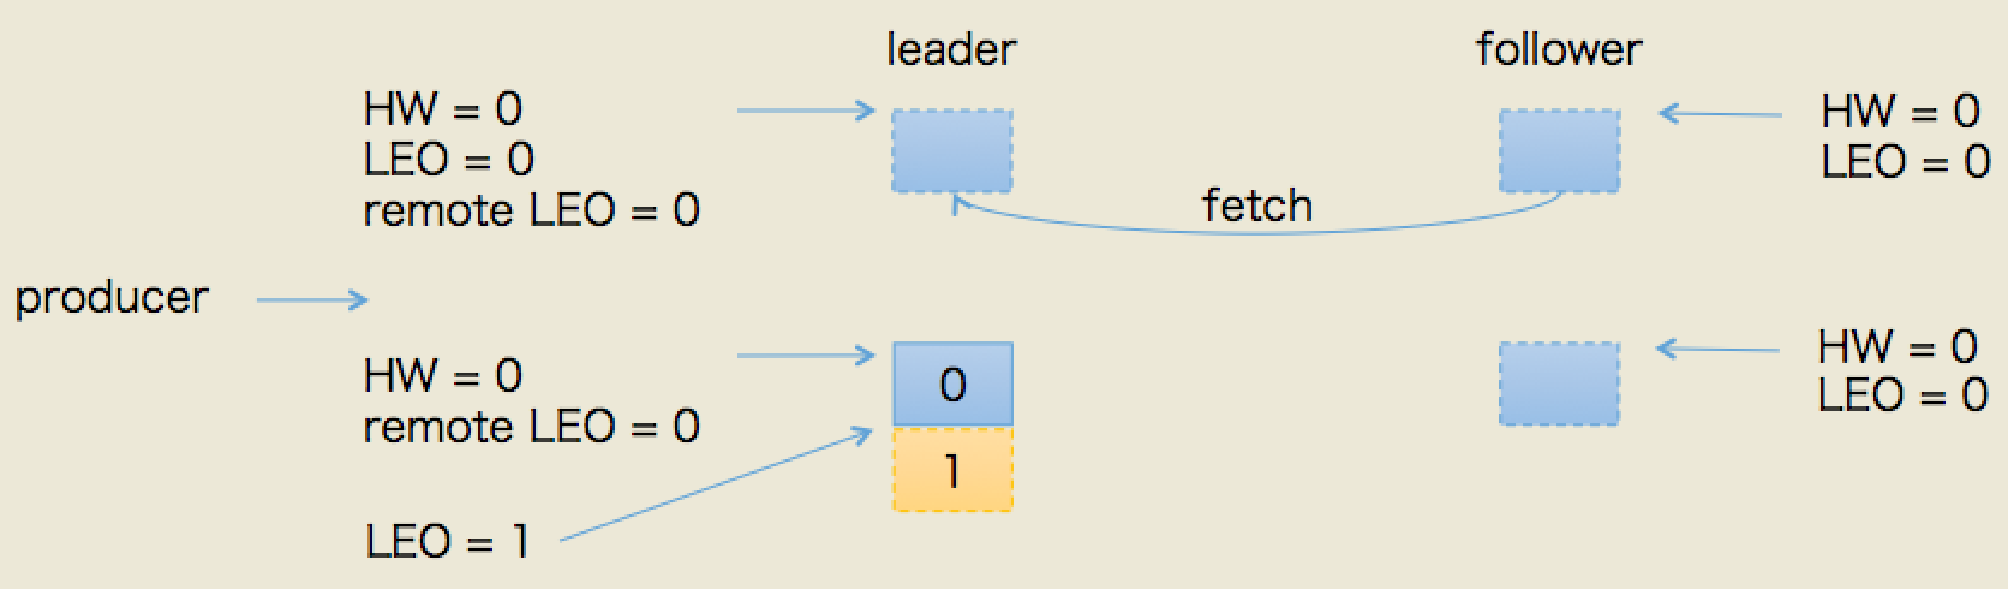 leader
follower
HW = 0
LEO = 0
remote LEO = 0
HW = 0
LEO = 0
fetch
producer
HW = 0
remote LEO = 0
LEO = 1
0
1
HW = 0
LEO = 0